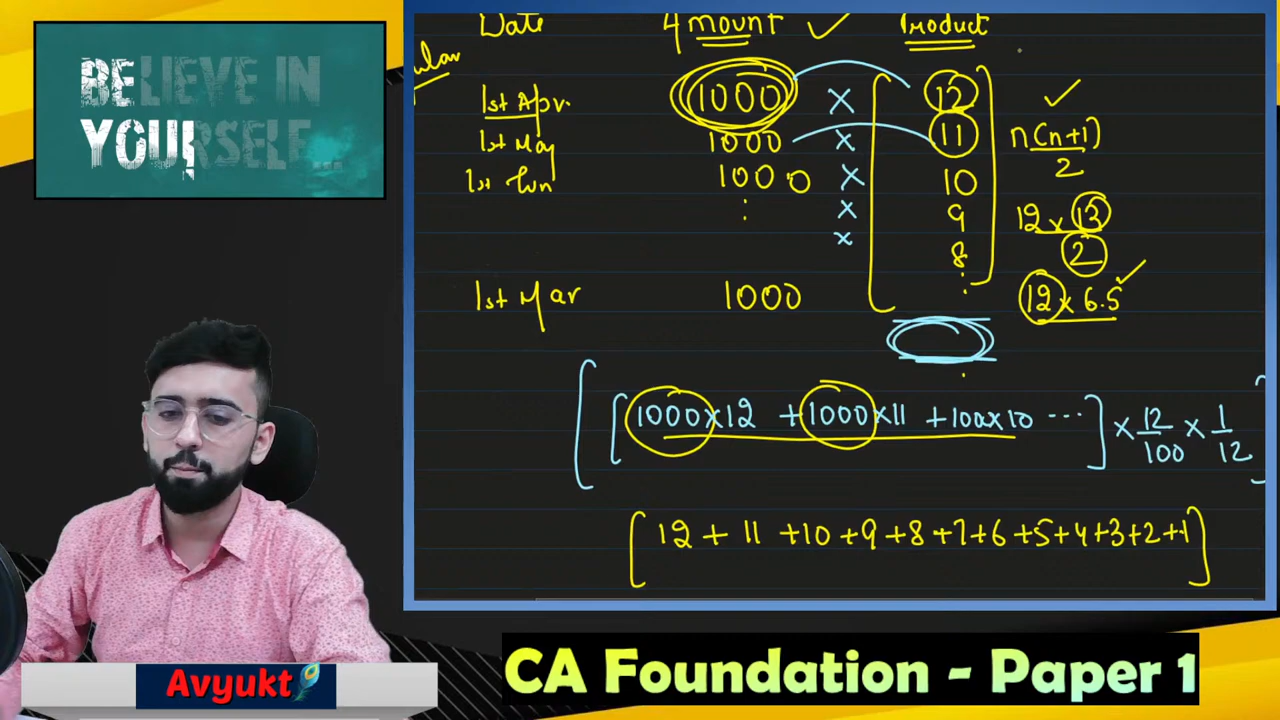 BELIEVE IN
YOURSELF...
Date Amount ✓ Product
ular
1st Apr. 1000 × 12 ✓
1st May 1000 × 11 n(n+1)/2
1st Jun 1000 × 10
⋮ × 9 12 × 13/2
× 8
⋮
12 × 6.5 ✓
1st Mar 1000
[[1000×12 + 1000×11 + 100×10 ...] × 12/100 × 1/12]
[12 + 11 + 10 + 9 + 8 + 7 + 6 + 5 + 4 + 3 + 2 + 1]
Avyukt
CA Foundation - Paper 1